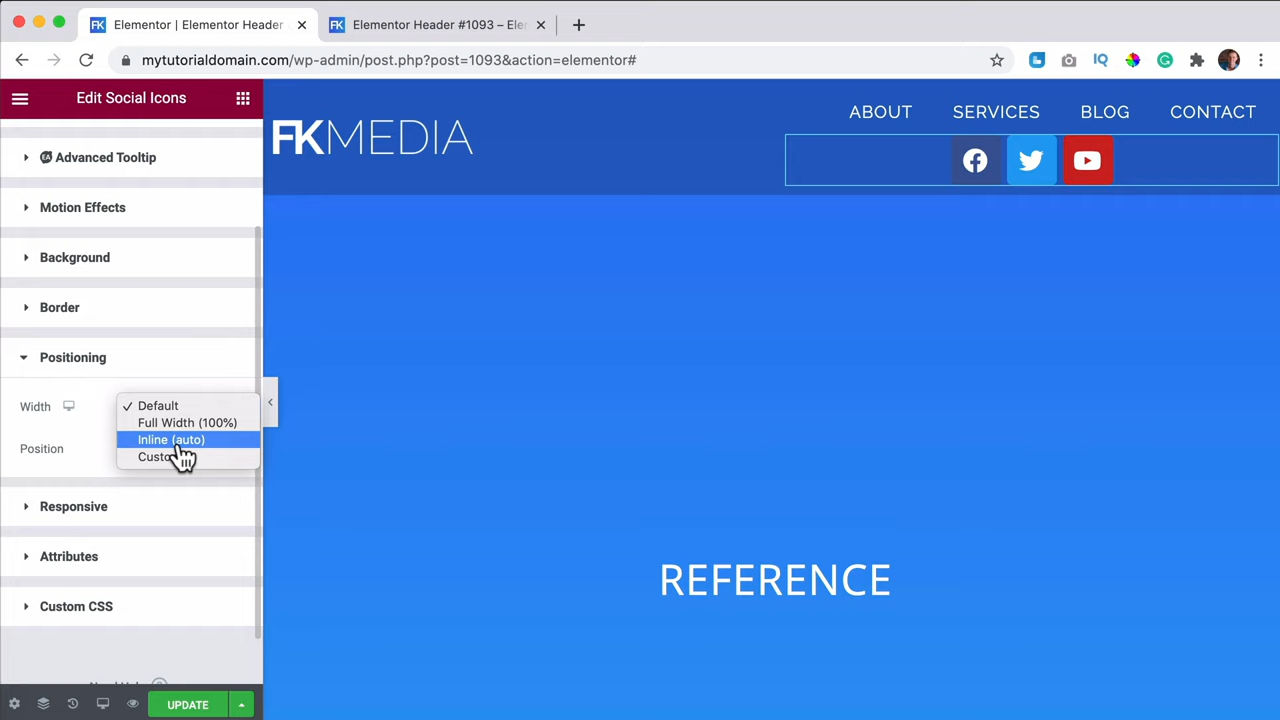 Elementor | Elementor Header
Elementor Header #1093 – Ele
mytutorialdomain.com/wp-admin/post.php?post=1093&action=elementor#
Edit Social Icons
Advanced Tooltip
Motion Effects
Background
Border
Positioning
Width
Default
Full Width (100%)
Inline (auto)
Position
Responsive
Attributes
Custom CSS
UPDATE
FKMEDIA
ABOUT SERVICES BLOG CONTACT
REFERENCE